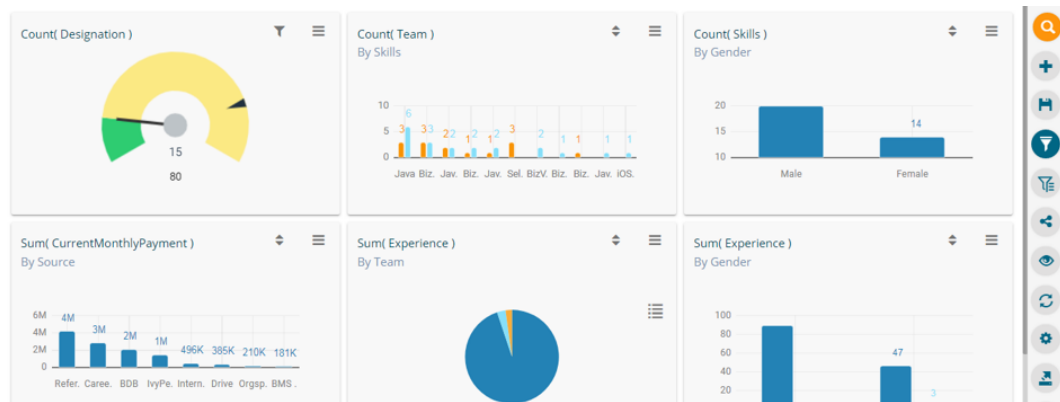 Count( Designation )
15
80
Count( Team )
By Skills
10
5
0
3 6 3 3 2 2 1 2 1 2 3 2 1 1 1 1
Java Biz. Jav. Biz. Jav. Sel. BizV. Biz. Biz. Jav. iOS.
Count( Skills )
By Gender
20
15
10
14
Male Female
Sum( CurrentMonthlyPayment )
By Source
6M
4M
2M
0
4M 3M 2M 1M 496K 385K 210K 181K
Refer. Caree. BDB IvyPe. Intern. Drive Orgsp. BMS .
Sum( Experience )
By Team
Sum( Experience )
By Gender
100
80
60
40
20
47
3